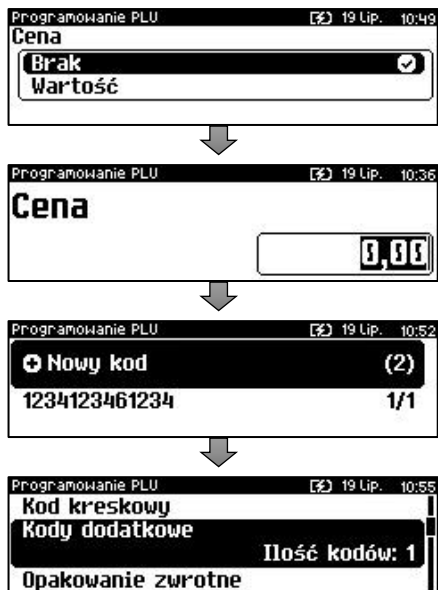 Programowanie PLU 19 Lip. 10:49
Cena
Brak
Wartość
Programowanie PLU 19 Lip. 10:36
Cena
0,00
Programowanie PLU 19 Lip. 10:52
Nowy kod (2)
1234123461234 1/1
Programowanie PLU 19 Lip. 10:55
Kod kreskowy
Kody dodatkowe
Ilość kodów: 1
Opakowanie zwrotne